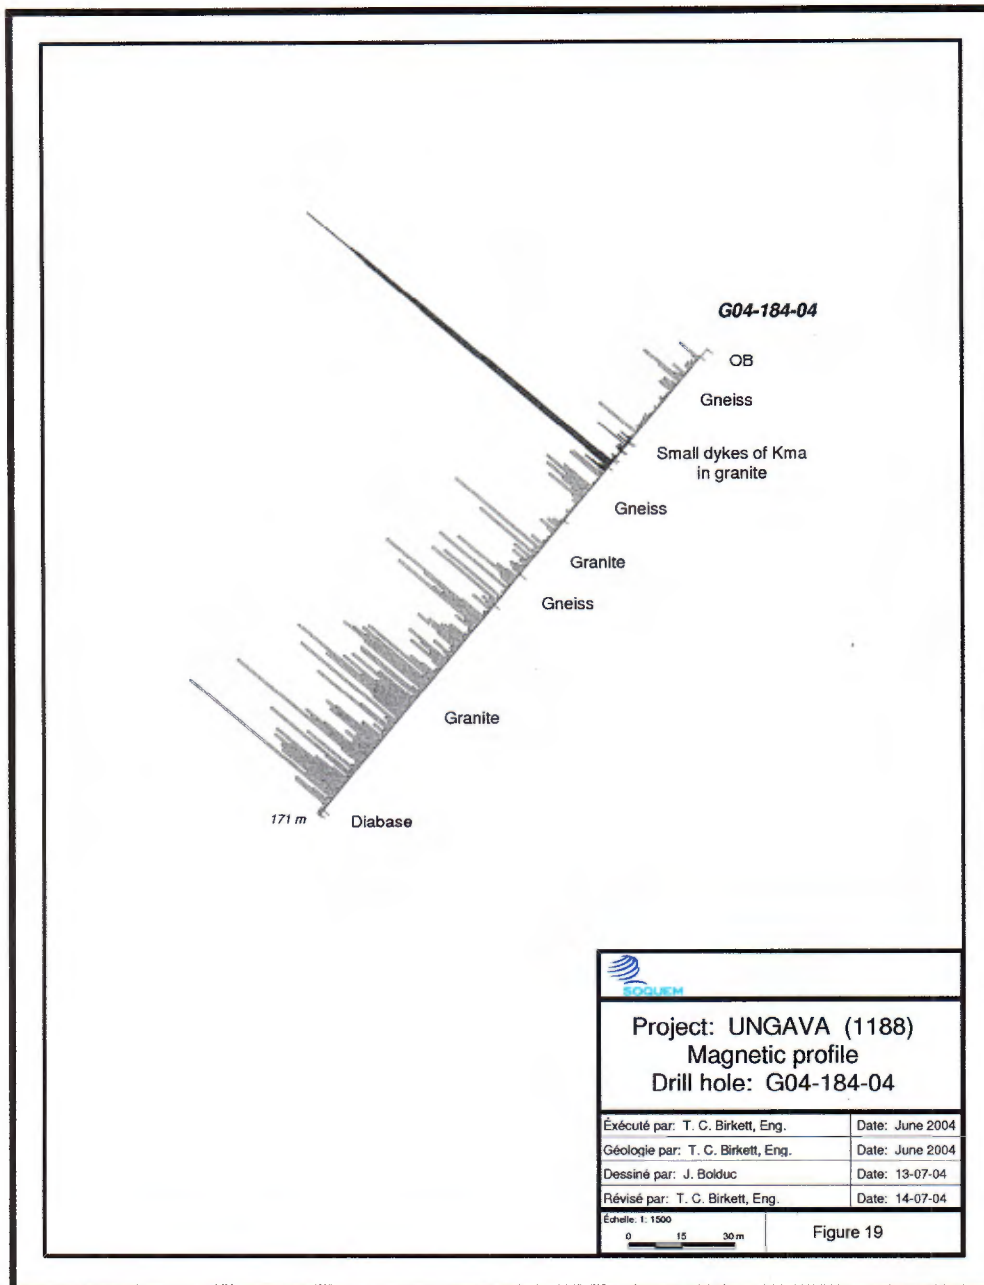 G04-184-04
OB
Gneiss
Small dykes of Kma
in granite
Gneiss
Granite
Gneiss
Granite
171 m
Diabase
SOQUEM
Project: UNGAVA (1188)
Magnetic profile
Drill hole: G04-184-04
Éxécuté par: T. C. Birkett, Eng. Date: June 2004
Géologie par: T. C. Birkett, Eng. Date: June 2004
Dessiné par: J. Bolduc Date: 13-07-04
Révisé par: T. C. Birkett, Eng. Date: 14-07-04
Échelle: 1: 1500
0 15 30 m
Figure 19